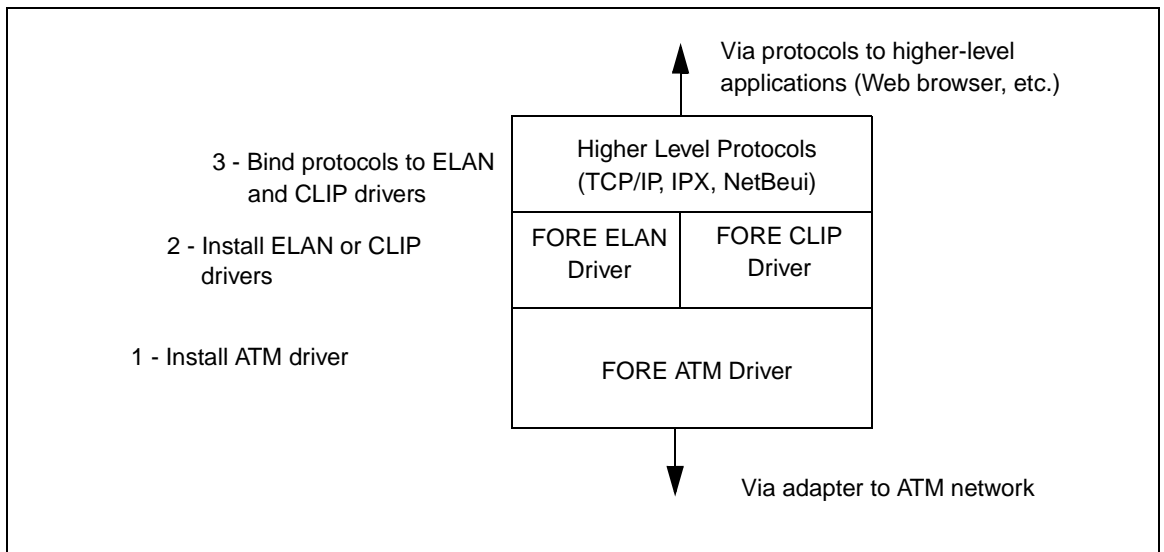 Via protocols to higher-level
applications (Web browser, etc.)
3 - Bind protocols to ELAN
and CLIP drivers
Higher Level Protocols
(TCP/IP, IPX, NetBeui)
2 - Install ELAN or CLIP
drivers
FORE ELAN
Driver
FORE CLIP
Driver
1 - Install ATM driver
FORE ATM Driver
Via adapter to ATM network